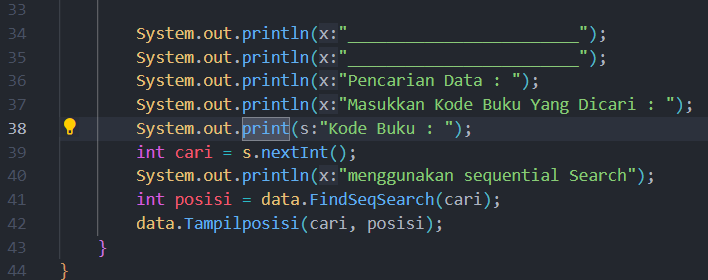 33
34 System.out.println(x:"_________________________");
35 System.out.println(x:"_________________________");
36 System.out.println(x:"Pencarian Data : ");
37 System.out.println(x:"Masukkan Kode Buku Yang Dicari : ");
38 System.out.print(s:"Kode Buku : ");
39 int cari = s.nextInt();
40 System.out.println(x:"menggunakan sequential Search");
41 int posisi = data.FindSeqSearch(cari);
42 data.Tampilposisi(cari, posisi);
43 }
44 }